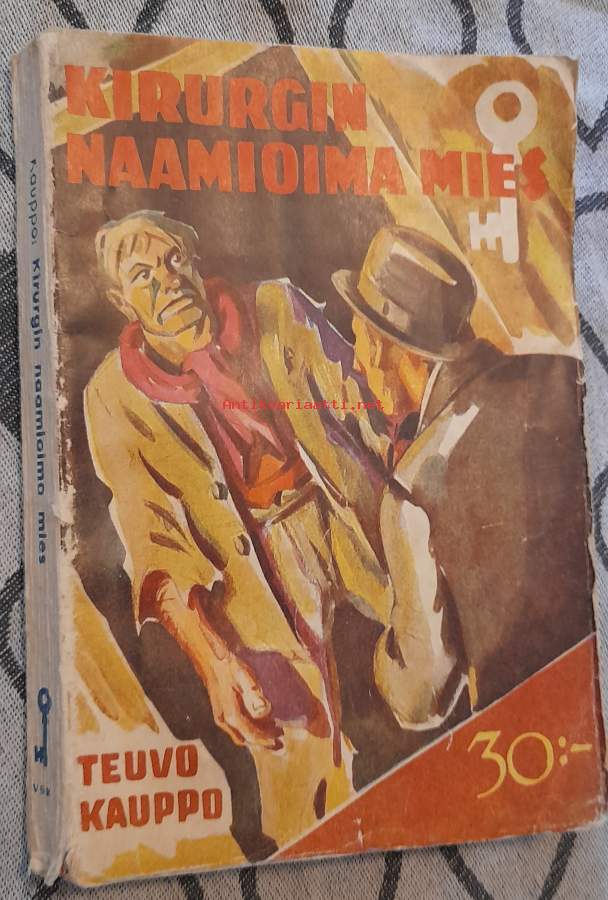 KIRURGIN
NAAMIOIMA MIES
Antikvariaatti.net
TEUVO
KAUPPO
30:-
Kauppo: Kirurgin naamioima mies